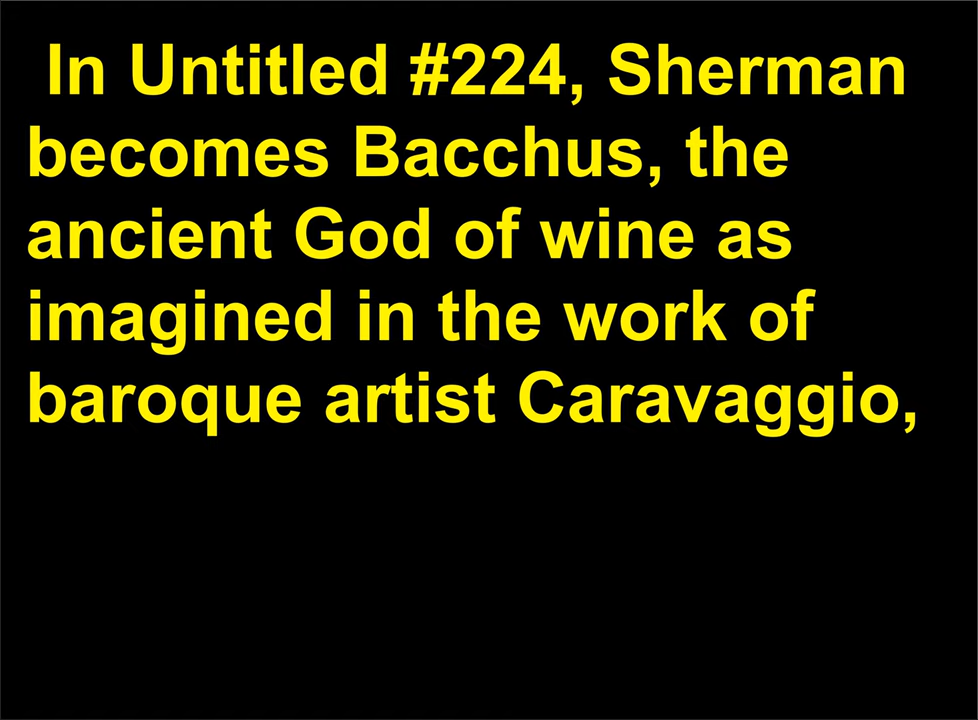 In Untitled #224, Sherman
becomes Bacchus, the
ancient God of wine as
imagined in the work of
baroque artist Caravaggio,